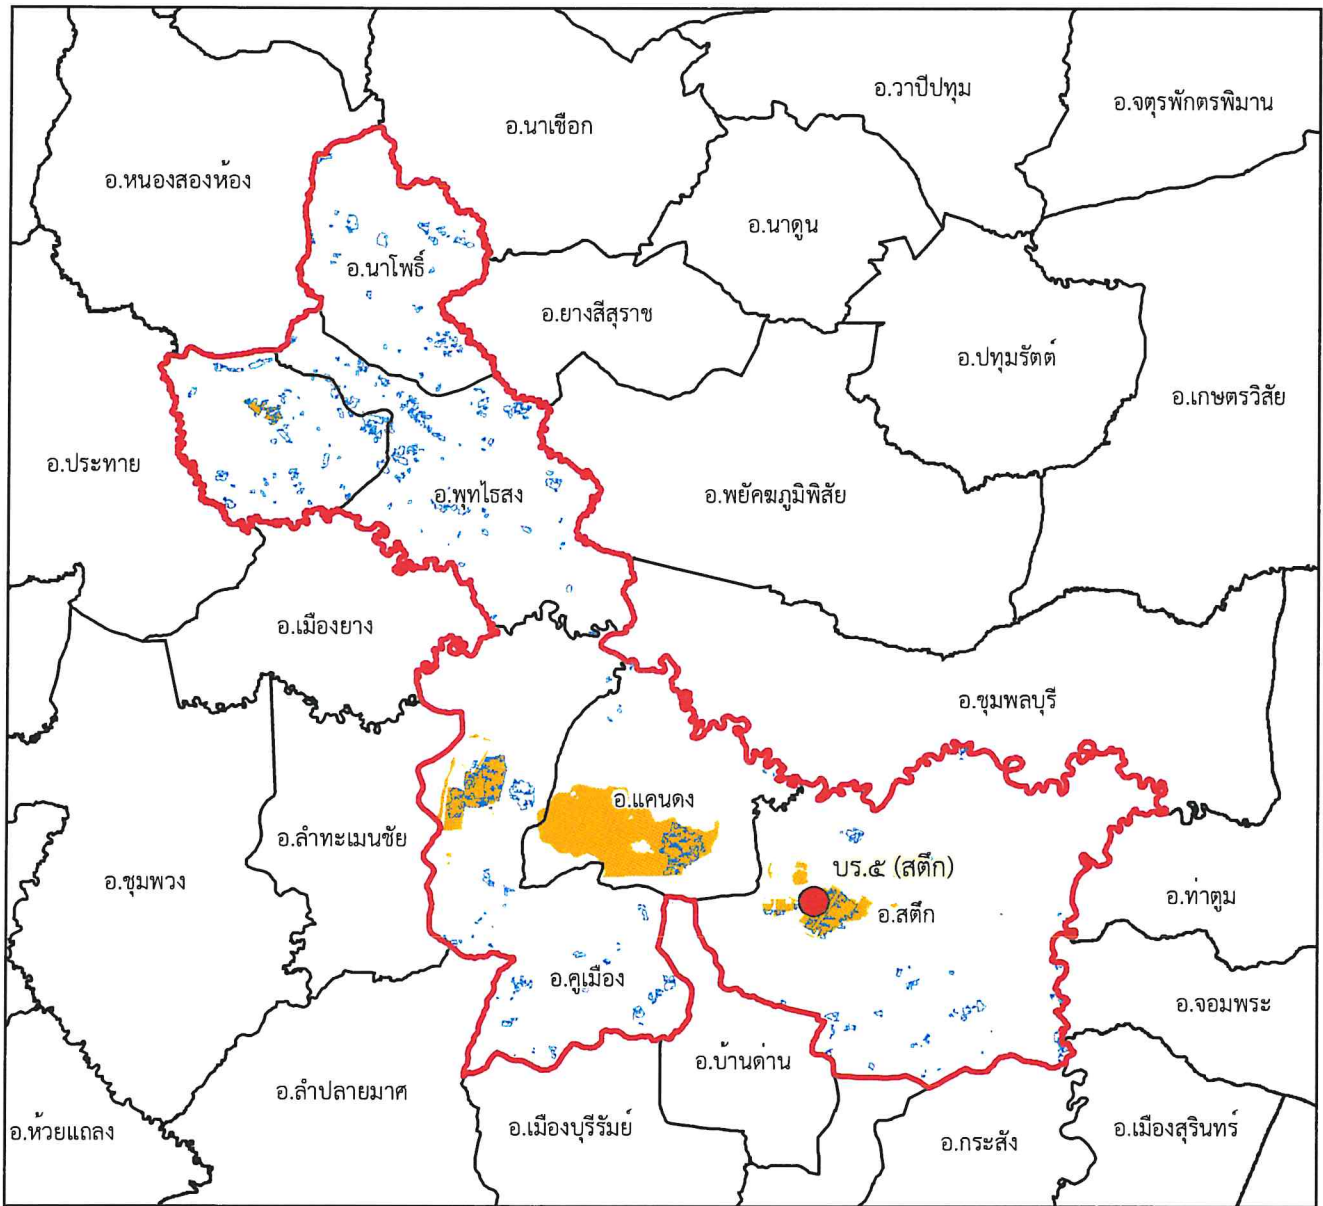 อ.วาปีปทุม
อ.จตุรพักตรพิมาน
อ.นาเชือก
อ.หนองสองห้อง
อ.นาดูน
อ.นาโพธิ์
อ.ยางสีสุราช
อ.ปทุมรัตต์
อ.เกษตรวิสัย
อ.ประทาย
อ.พุทไธสง
อ.พยัคฆภูมิพิสัย
อ.เมืองยาง
อ.ชุมพลบุรี
อ.แคนดง
อ.ลำทะเมนชัย
บร.๕ (สตึก)
อ.ชุมพวง
อ.ท่าตูม
อ.สตึก
อ.คูเมือง
อ.จอมพระ
อ.บ้านด่าน
อ.ลำปลายมาศ
อ.ห้วยแถลง
อ.เมืองบุรีรัมย์
อ.เมืองสุรินทร์
อ.กระสัง